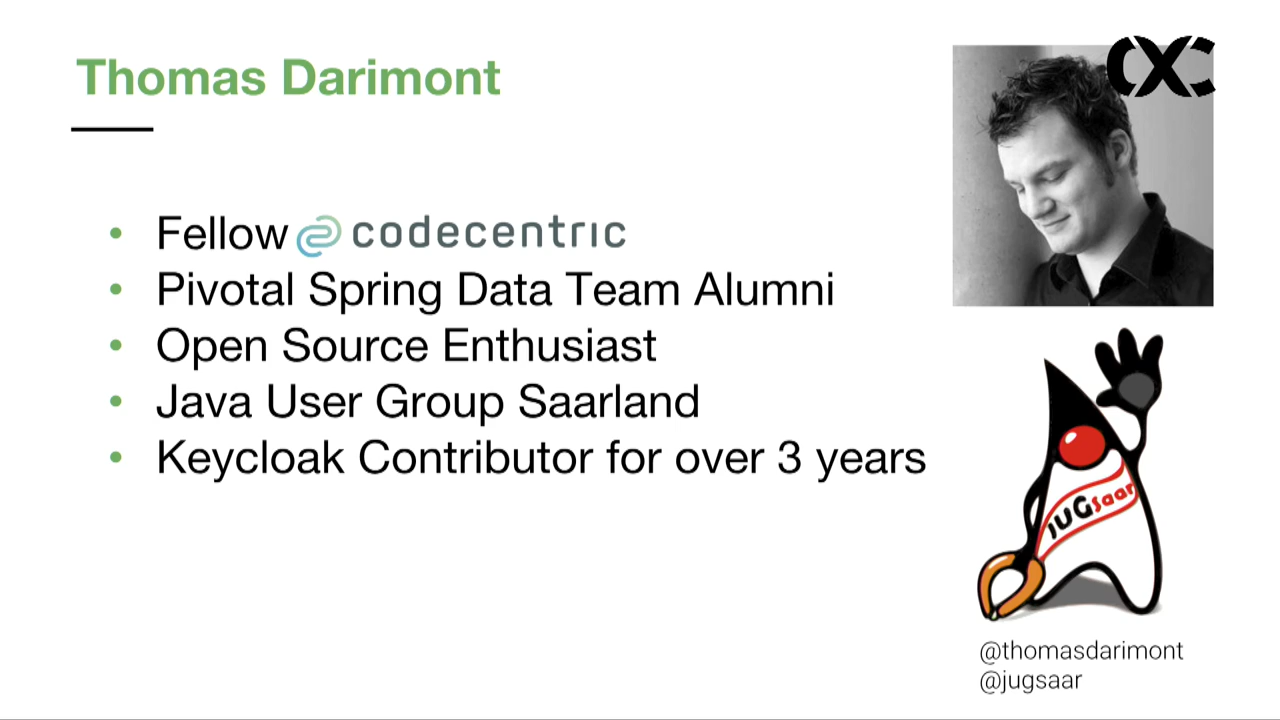 Thomas Darimont
Fellow codecentric
Pivotal Spring Data Team Alumni
Open Source Enthusiast
Java User Group Saarland
Keycloak Contributor for over 3 years
JUGsaar
@thomasdarimont
@jugsaar